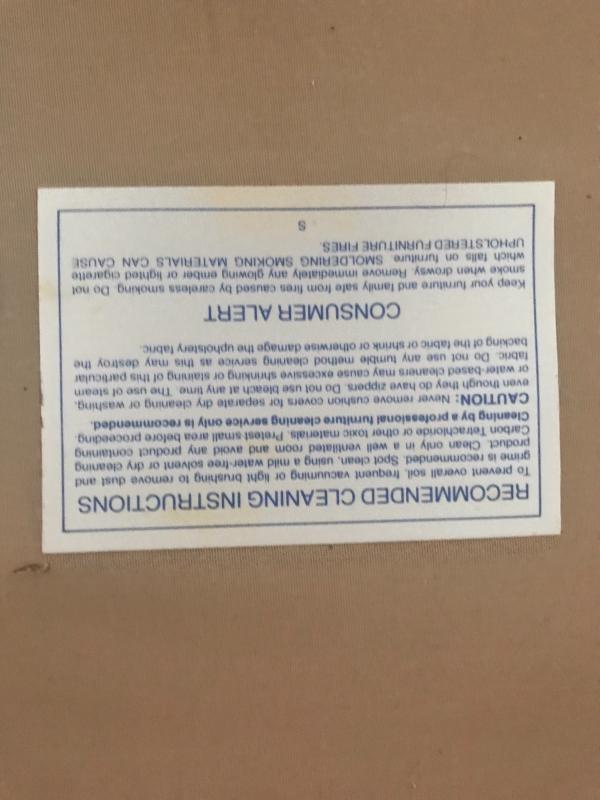 RECOMMENDED CLEANING INSTRUCTIONS
To prevent overall soil, frequent vacuuming or light brushing to remove dust and
grime is recommended. Spot clean, using a mild water-free solvent or dry cleaning
product. Clean only in a well ventilated room and avoid any product containing
Carbon Tetrachloride or other toxic materials. Pretest small area before proceeding.
Cleaning by a professional furniture cleaning service only is recommended.
CAUTION: Never remove cushion covers for separate dry cleaning or washing,
even though they do have zippers. Do not use bleach at any time. The use of steam
or water-based cleaners may cause excessive shrinking or staining of this particular
fabric. Do not use any tumble method cleaning service as this may destroy the
backing of the fabric or shrink or otherwise damage the upholstery fabric.
CONSUMER ALERT
Keep your furniture and family safe from fires caused by careless smoking. Do not
smoke when drowsy. Remove immediately any glowing ember or lighted cigarette
which falls on furniture. SMOLDERING SMOKING MATERIALS CAN CAUSE
UPHOLSTERED FURNITURE FIRES.
S